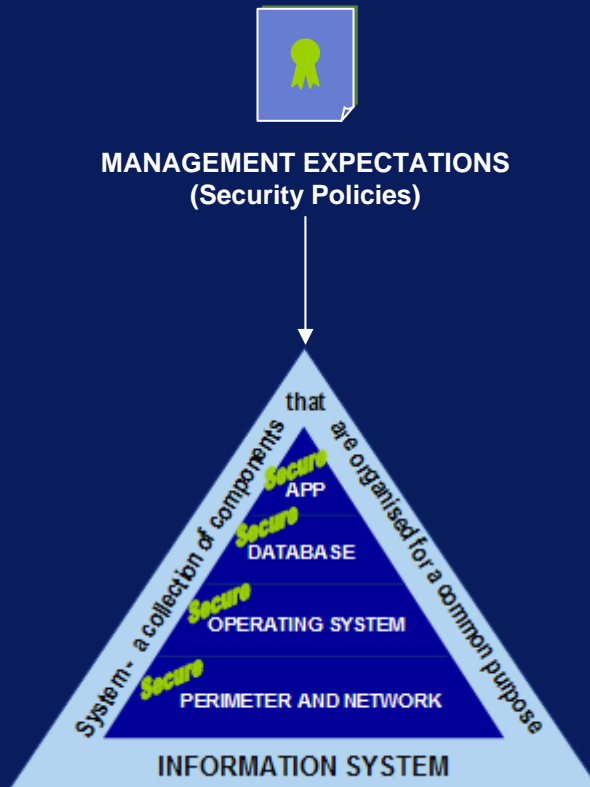 MANAGEMENT EXPECTATIONS
(Security Policies)
System - a collection of components
that
are organised for a common purpose
Secure
APP
Secure
DATABASE
Secure
OPERATING SYSTEM
Secure
PERIMETER AND NETWORK
INFORMATION SYSTEM